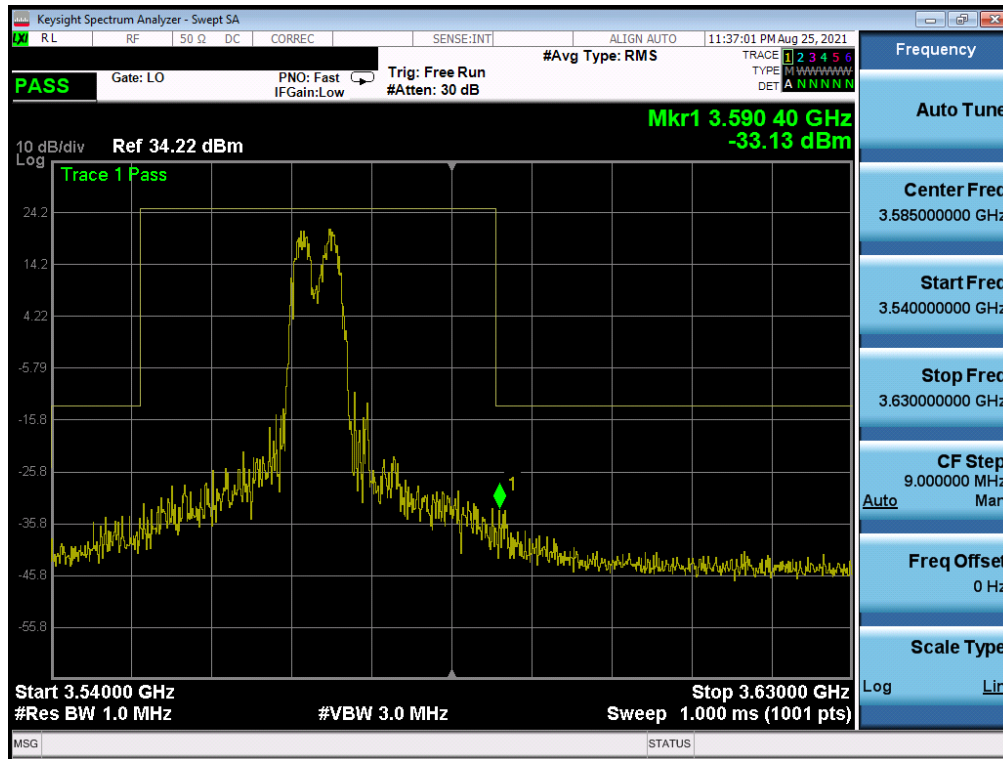 Keysight Spectrum Analyzer - Swept SA
LXI RL RF 50 Ω DC CORREC SENSE:INT ALIGN AUTO 11:37:01 PM Aug 25, 2021
PASS
Gate: LO
PNO: Fast
IFGain:Low
Trig: Free Run
#Atten: 30 dB
#Avg Type: RMS
TRACE 1 2 3 4 5 6
TYPE M W W W W W
DET A N N N N N
Mkr1 3.590 40 GHz
-33.13 dBm
10 dB/div Ref 34.22 dBm
Log
Trace 1 Pass
24.2
14.2
4.22
-5.79
-15.8
-25.8
1
-35.8
-45.8
-55.8
Start 3.54000 GHz Stop 3.63000 GHz
#Res BW 1.0 MHz #VBW 3.0 MHz Sweep 1.000 ms (1001 pts)
MSG STATUS
Frequency
Auto Tune
Center Freq
3.585000000 GHz
Start Freq
3.540000000 GHz
Stop Freq
3.630000000 GHz
CF Step
9.000000 MHz
Auto Man
Freq Offset
0 Hz
Scale Type
Log Lin